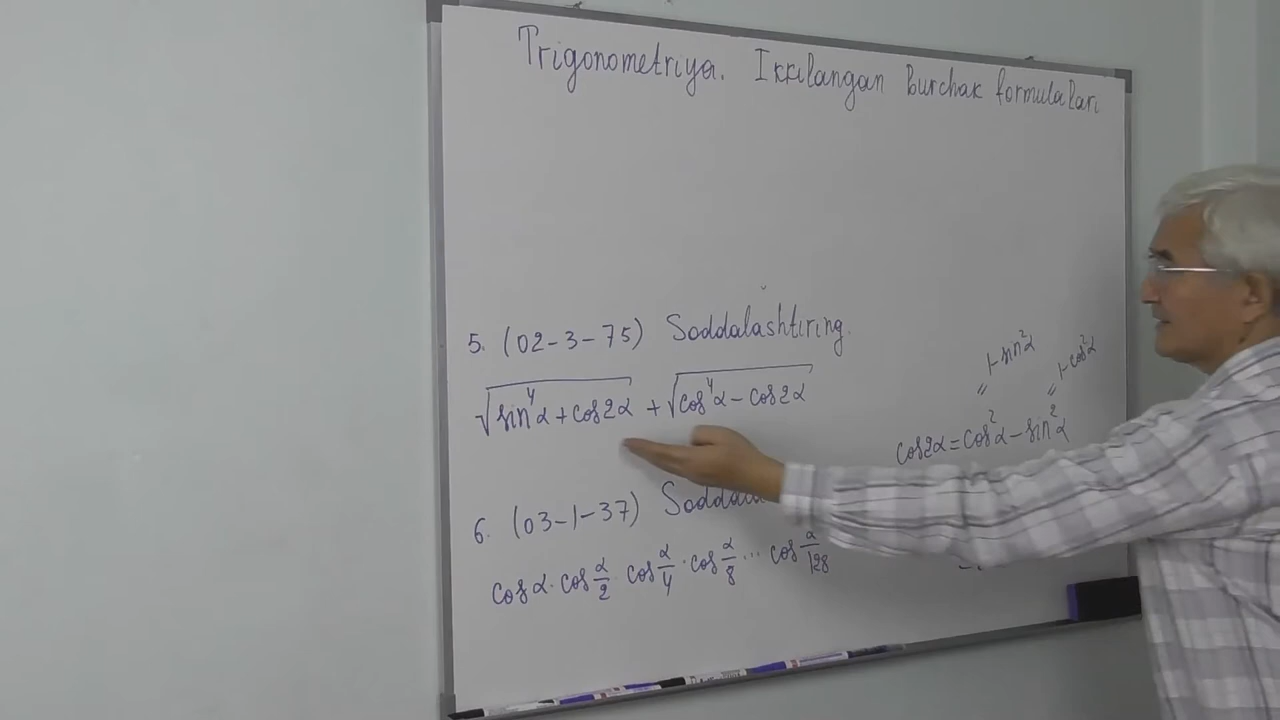 Trigonometriya. Ikkilangan burchak formulalari
5. (02-3-75) Soddalashtiring.
√(sin⁴α + cos2α) + √(cos⁴α - cos2α)
6. (03-1-37)
cosα · cos α/2 · cos α/4 · cos α/8 ... cos α/128
1-sin²α 1-cos²α
= =
cos2α = cos²α - sin²α